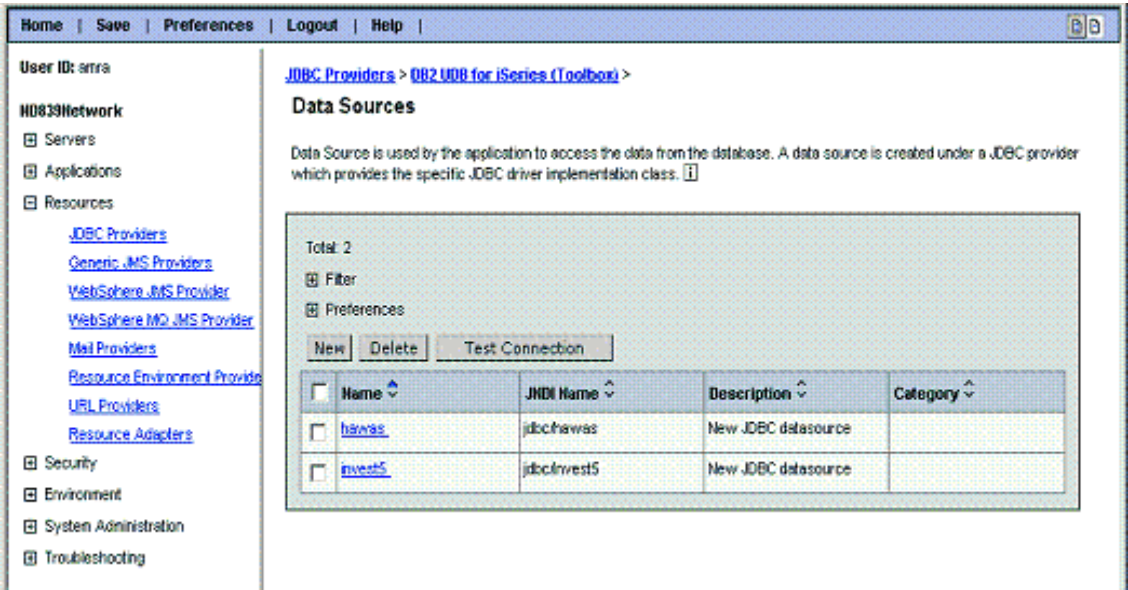 Home | Save | Preferences | Logout | Help |
User ID: amra
ND839Network
Servers
Applications
Resources
JDBC Providers
Generic JMS Providers
WebSphere JMS Provider
WebSphere MQ JMS Provider
Mail Providers
Resource Environment Provide
URL Providers
Resource Adapters
Security
Environment
System Administration
Troubleshooting
JDBC Providers > DB2 UDB for iSeries (Toolbox) >
Data Sources
Data Source is used by the application to access the data from the database. A data source is created under a JDBC provider
which provides the specific JDBC driver implementation class. i
Total: 2
Filter
Preferences
New Delete Test Connection
Name JNDI Name Description Category
hawas jdbc/hawas New JDBC datasource
invest5 jdbc/invest5 New JDBC datasource